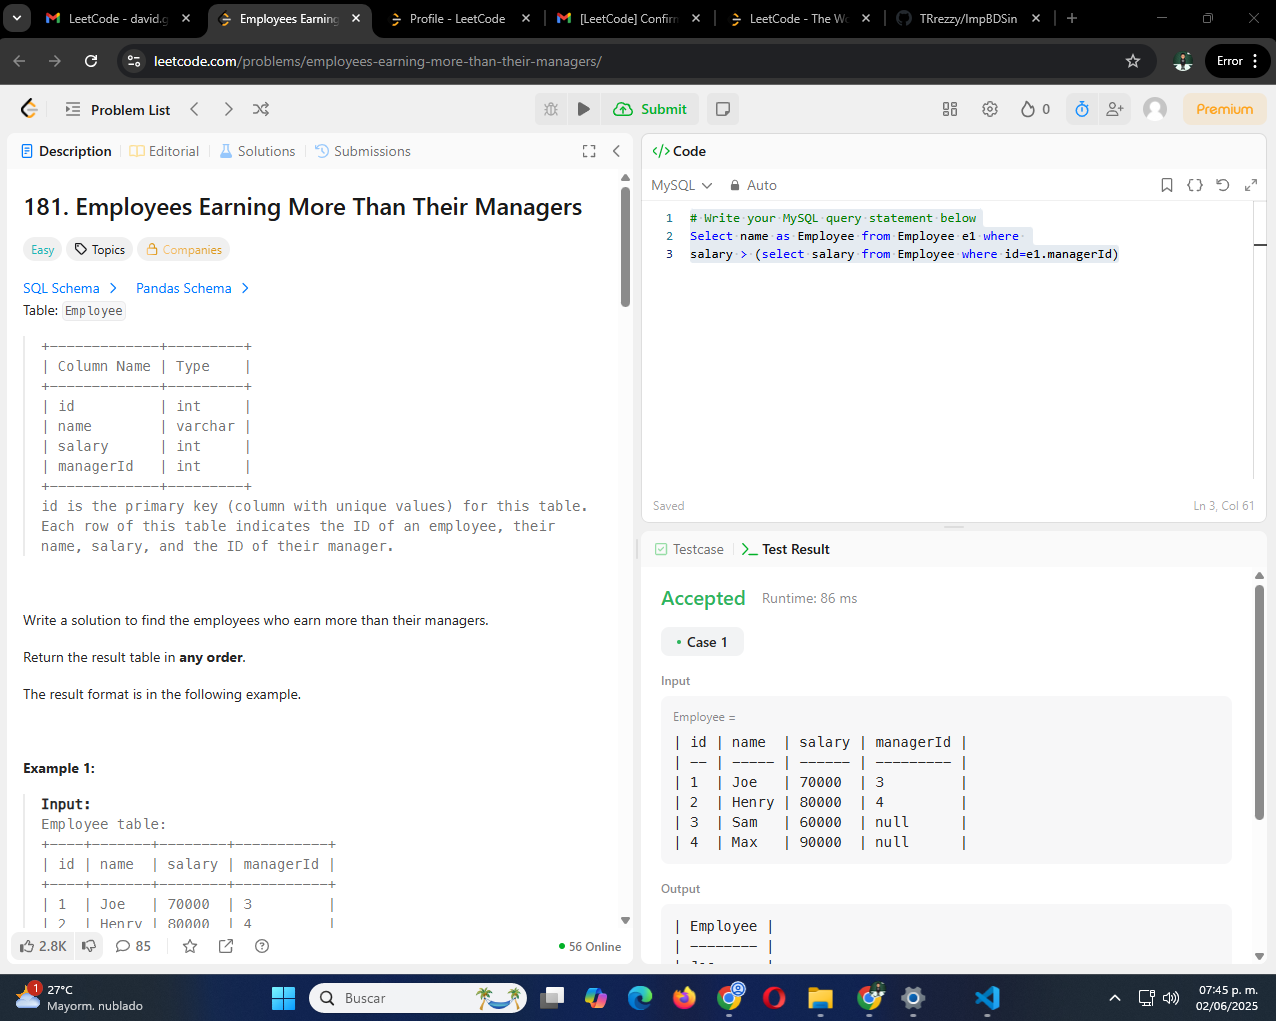 LeetCode - david.g
Employees Earning
Profile - LeetCode
[LeetCode] Confirm
LeetCode - The Wo
TRrezzy/ImpBDSin
leetcode.com/problems/employees-earning-more-than-their-managers/
Error
Problem List
Submit
0
Premium
Description
Editorial
Solutions
Submissions
181. Employees Earning More Than Their Managers
Easy
Topics
Companies
SQL Schema
Pandas Schema
Table: Employee
+-------------+---------+
| Column Name | Type    |
+-------------+---------+
| id          | int     |
| name        | varchar |
| salary      | int     |
| managerId   | int     |
+-------------+---------+
id is the primary key (column with unique values) for this table.
Each row of this table indicates the ID of an employee, their
name, salary, and the ID of their manager.
Write a solution to find the employees who earn more than their managers.
Return the result table in any order.
The result format is in the following example.
Example 1:
Input:
Employee table:
+----+-------+--------+-----------+
| id | name  | salary | managerId |
+----+-------+--------+-----------+
| 1  | Joe   | 70000  | 3         |
| 2  | Henry | 80000  | 4         |
2.8K
85
56 Online
Code
MySQL
Auto
1 # Write your MySQL query statement below
2 Select name as Employee from Employee e1 where
3 salary > (select salary from Employee where id=e1.managerId)
Saved
Ln 3, Col 61
Testcase
Test Result
Accepted
Runtime: 86 ms
Case 1
Input
Employee =
| id | name  | salary | managerId |
| -- | ----- | ------ | --------- |
| 1  | Joe   | 70000  | 3         |
| 2  | Henry | 80000  | 4         |
| 3  | Sam   | 60000  | null      |
| 4  | Max   | 90000  | null      |
Output
| Employee |
| -------- |
1
27°C
Mayorm. nublado
Buscar
07:45 p. m.
02/06/2025